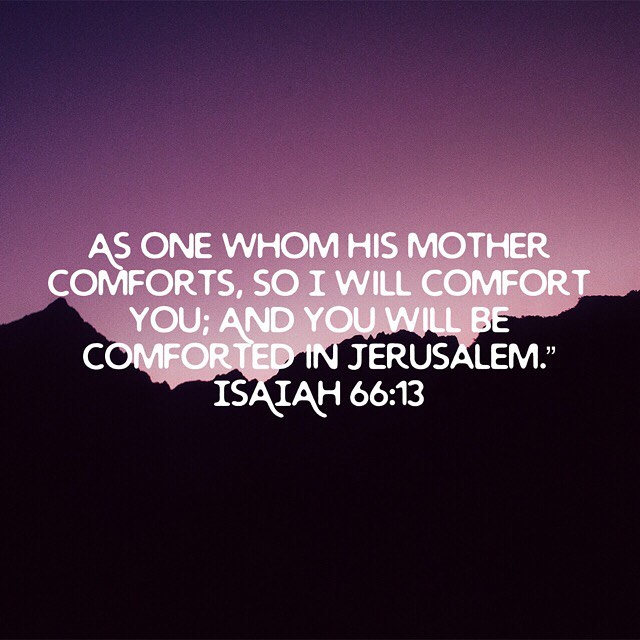 AS ONE WHOM HIS MOTHER
COMFORTS, SO I WILL COMFORT
YOU; AND YOU WILL BE
COMFORTED IN JERUSALEM.”
ISAIAH 66:13